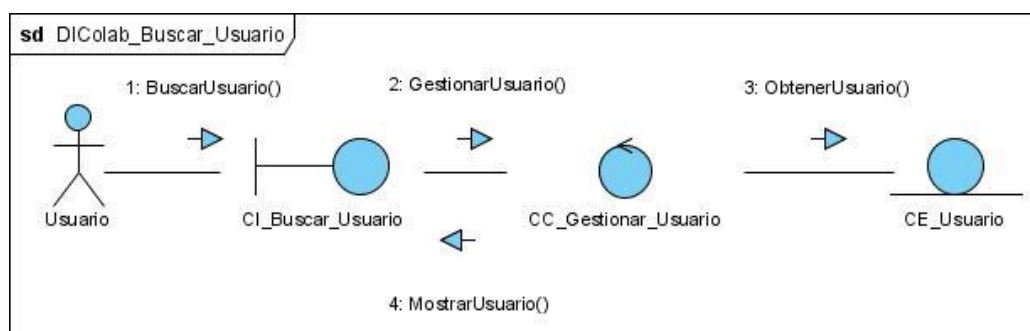 sd DIColab_Buscar_Usuario
1: BuscarUsuario()
2: GestionarUsuario()
3: ObtenerUsuario()
Usuario
CI_Buscar_Usuario
CC_Gestionar_Usuario
CE_Usuario
4: MostrarUsuario()